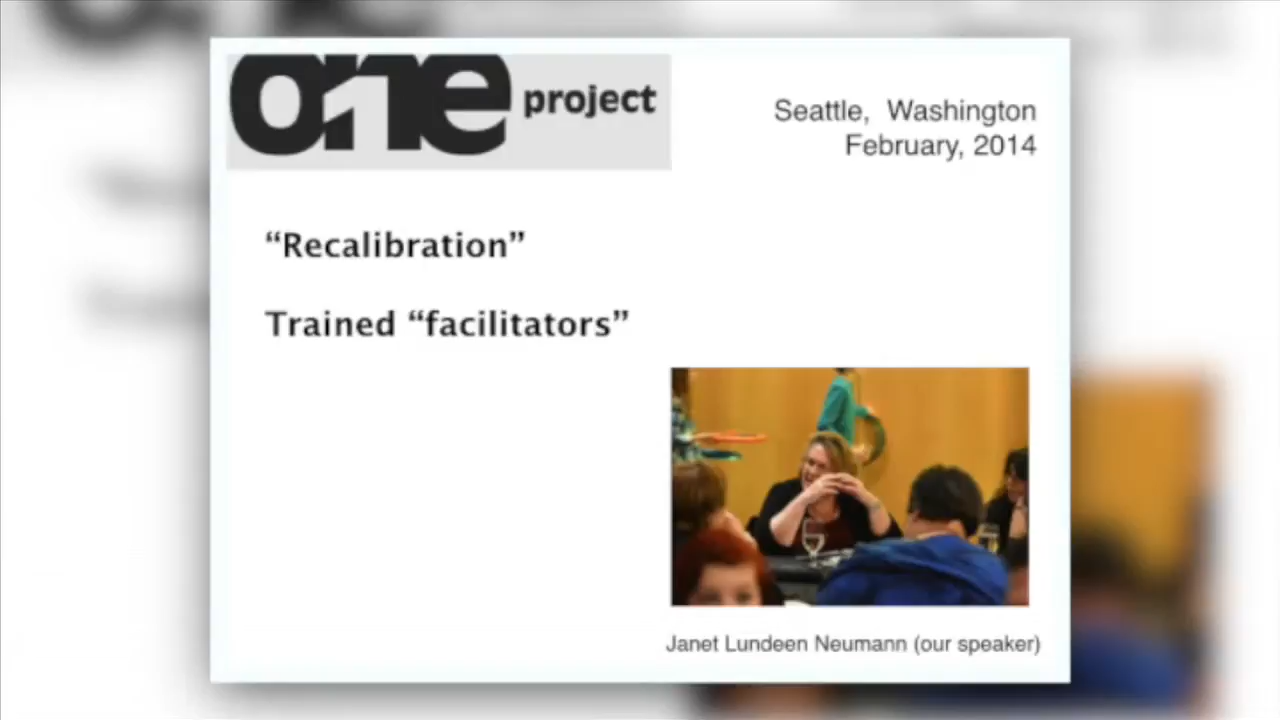 one project
Seattle, Washington
February, 2014
“Recalibration”
Trained “facilitators”
Janet Lundeen Neumann (our speaker)